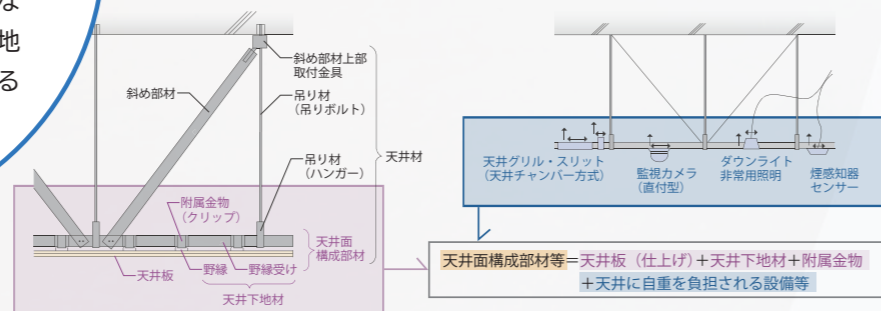 な
地
る
斜め部材上部
取付金具
斜め部材
吊り材
（吊りボルト）
吊り材
（ハンガー）
天井材
附属金物
（クリップ）
天井面
構成部材
天井板
野縁
野縁受け
天井下地材
天井グリル・スリット
（天井チャンバー方式）
監視カメラ
（直付型）
ダウンライト
非常用照明
煙感知器
センサー
天井面構成部材等＝天井板（仕上げ）＋天井下地材＋附属金物
＋天井に自重を負担される設備等